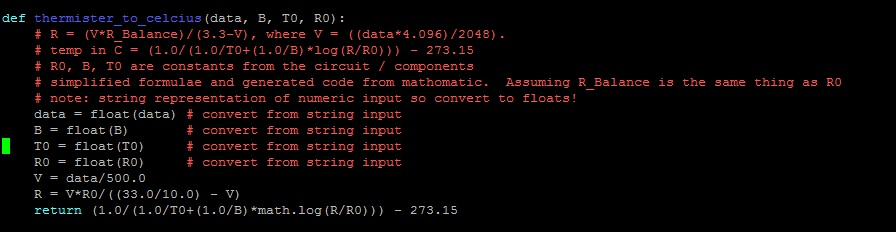 def thermister_to_celcius(data, B, T0, R0):
    # R = (V*R_Balance)/(3.3-V), where V = ((data*4.096)/2048).
    # temp in C = (1.0/(1.0/T0+(1.0/B)*log(R/R0))) - 273.15
    # R0, B, T0 are constants from the circuit / components
    # simplified formulae and generated code from mathomatic.  Assuming R_Balance is the same thing as R0
    # note: string representation of numeric input so convert to floats!
    data = float(data) # convert from string input
    B = float(B)       # convert from string input
    T0 = float(T0)     # convert from string input
    R0 = float(R0)     # convert from string input
    V = data/500.0
    R = V*R0/((33.0/10.0) - V)
    return (1.0/(1.0/T0+(1.0/B)*math.log(R/R0))) - 273.15